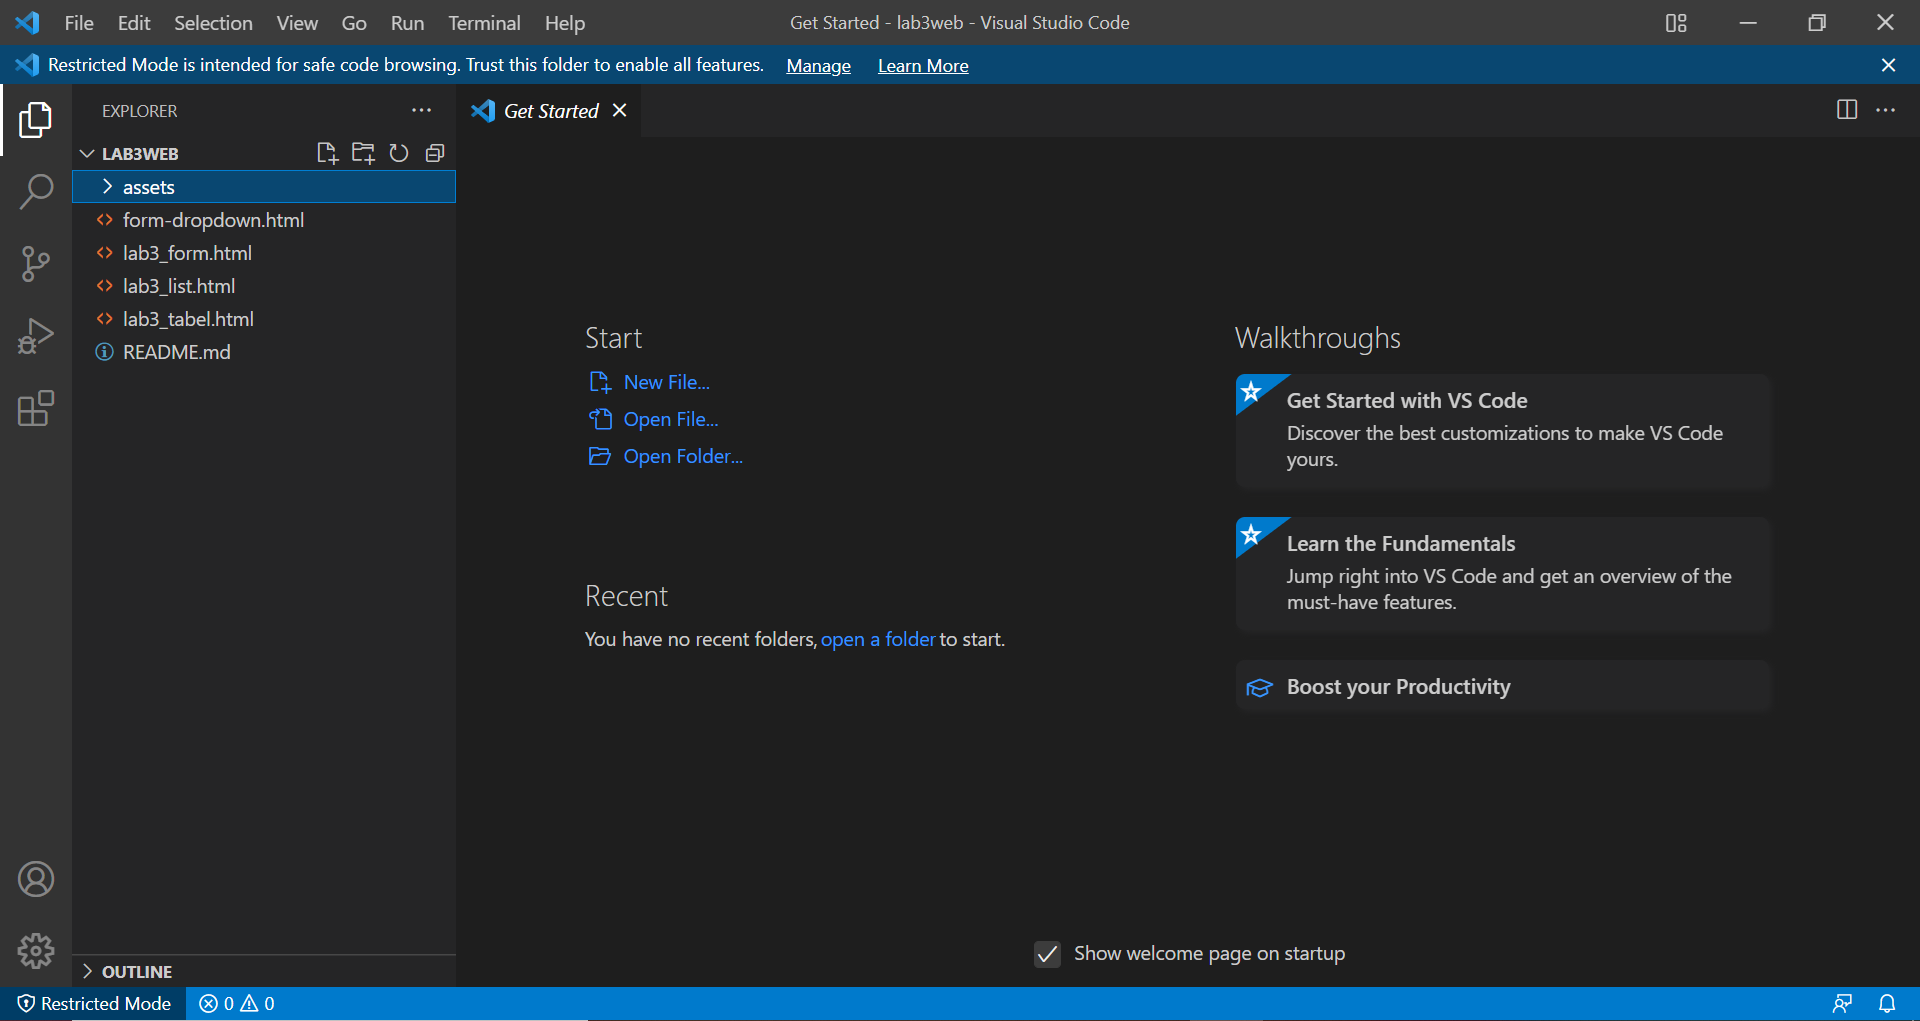 File Edit Selection View Go Run Terminal Help
Get Started - lab3web - Visual Studio Code
Restricted Mode is intended for safe code browsing. Trust this folder to enable all features. Manage Learn More
EXPLORER
Get Started
LAB3WEB
assets
form-dropdown.html
lab3_form.html
lab3_list.html
lab3_tabel.html
README.md
Start
New File...
Open File...
Open Folder...
Recent
You have no recent folders, open a folder to start.
Walkthroughs
Get Started with VS Code
Discover the best customizations to make VS Code
yours.
Learn the Fundamentals
Jump right into VS Code and get an overview of the
must-have features.
Boost your Productivity
Show welcome page on startup
OUTLINE
Restricted Mode 0 0